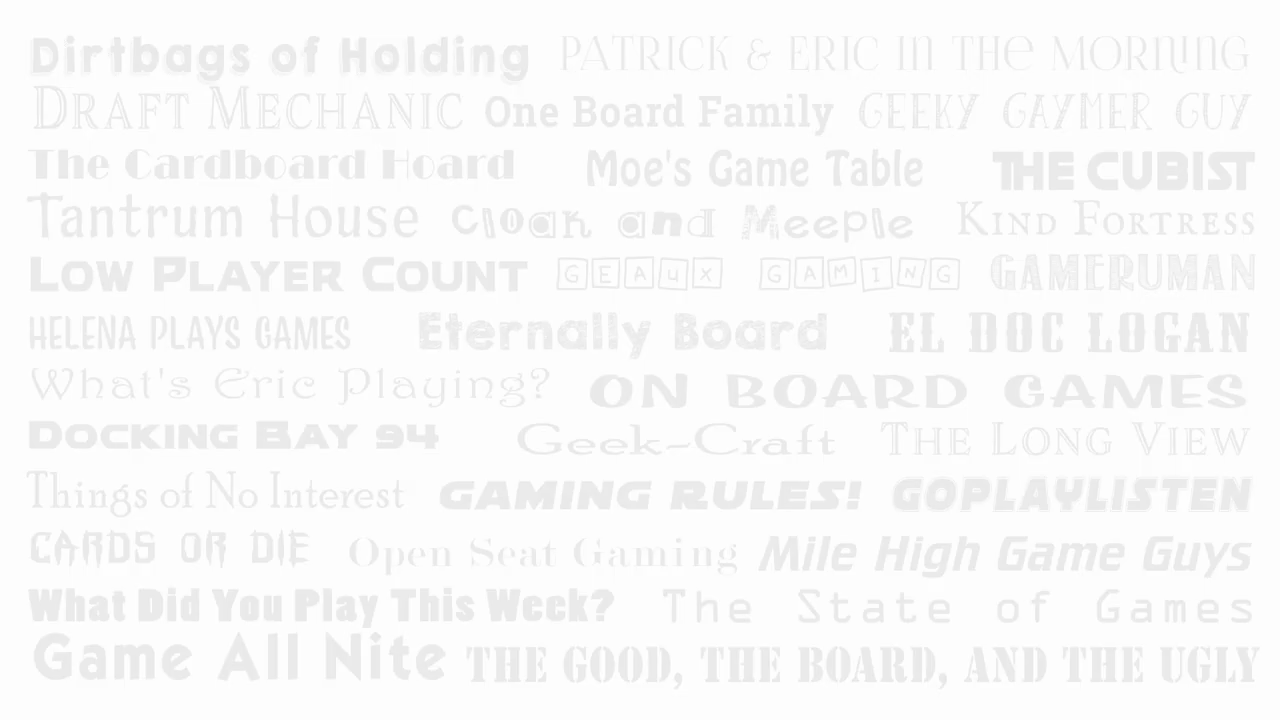 Dirtbags of Holding PATRICK & ERIC in THe MORnInG
DRAFT MECHANIC One Board Family GEEKY GAYMER GUY
The Cardboard Hoard Moe's Game Table THE CUBIST
Tantrum House Cloak and Meeple KIND FORTRESS
LOW PLAYER COUNT GEAUX GAMING GAMERUMAN
HELENA PLAYS GAMES Eternally Board EL DOC LOGAN
What's Eric Playing? ON BOARD GAMES
DOCKING BAY 94 Geek-Craft THE LONG VIEW
Things of No Interest GAMING RULES! GOPLAYLISTEN
CARDS OR DIE Open Seat Gaming Mile High Game Guys
What Did You Play This Week? The State of Games
Game All Nite THE GOOD, THE BOARD, AND THE UGLY